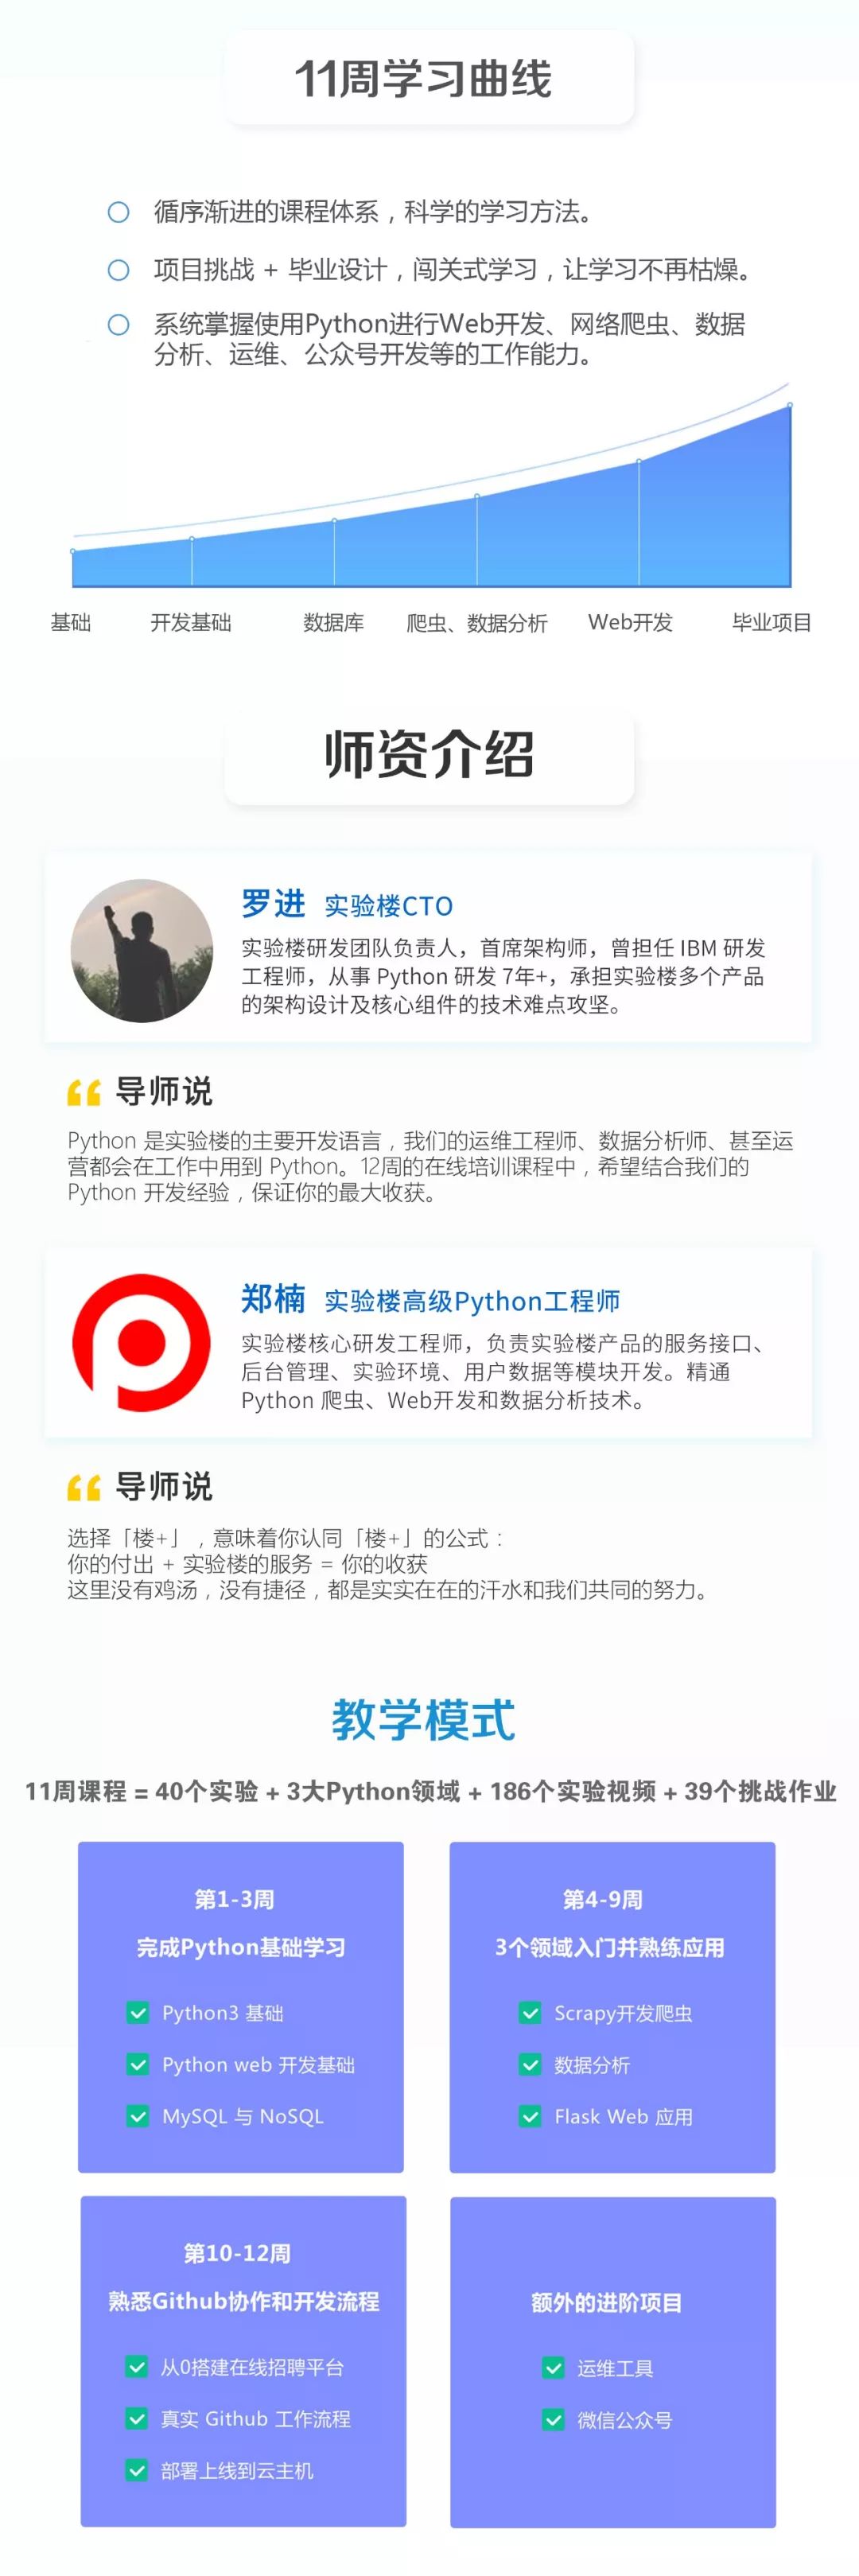 11周学习曲线
循序渐进的课程体系，科学的学习方法。
项目挑战 + 毕业设计，闯关式学习，让学习不再枯燥。
系统掌握使用Python进行Web开发、网络爬虫、数据
分析、运维、公众号开发等的工作能力。
基础 开发基础 数据库 爬虫、数据分析 Web开发 毕业项目
师资介绍
罗进 实验楼CTO
实验楼研发团队负责人，首席架构师，曾担任 IBM 研发
工程师，从事 Python 研发 7年+，承担实验楼多个产品
的架构设计及核心组件的技术难点攻坚。
导师说
Python 是实验楼的主要开发语言，我们的运维工程师、数据分析师、甚至运
营都会在工作中用到 Python。12周的在线培训课程中，希望结合我们的
Python 开发经验，保证你的最大收获。
郑楠 实验楼高级Python工程师
实验楼核心研发工程师，负责实验楼产品的服务接口、
后台管理、实验环境、用户数据等模块开发。精通
Python 爬虫、Web开发和数据分析技术。
导师说
选择「楼+」，意味着你认同「楼+」的公式：
你的付出 + 实验楼的服务 = 你的收获
这里没有鸡汤，没有捷径，都是实实在在的汗水和我们共同的努力。
教学模式
11周课程 = 40个实验 + 3大Python领域 + 186个实验视频 + 39个挑战作业
第1-3周
完成Python基础学习
Python3 基础
Python web 开发基础
MySQL 与 NoSQL
第4-9周
3个领域入门并熟练应用
Scrapy开发爬虫
数据分析
Flask Web 应用
第10-12周
熟悉Github协作和开发流程
从0搭建在线招聘平台
真实 Github 工作流程
部署上线到云主机
额外的进阶项目
运维工具
微信公众号